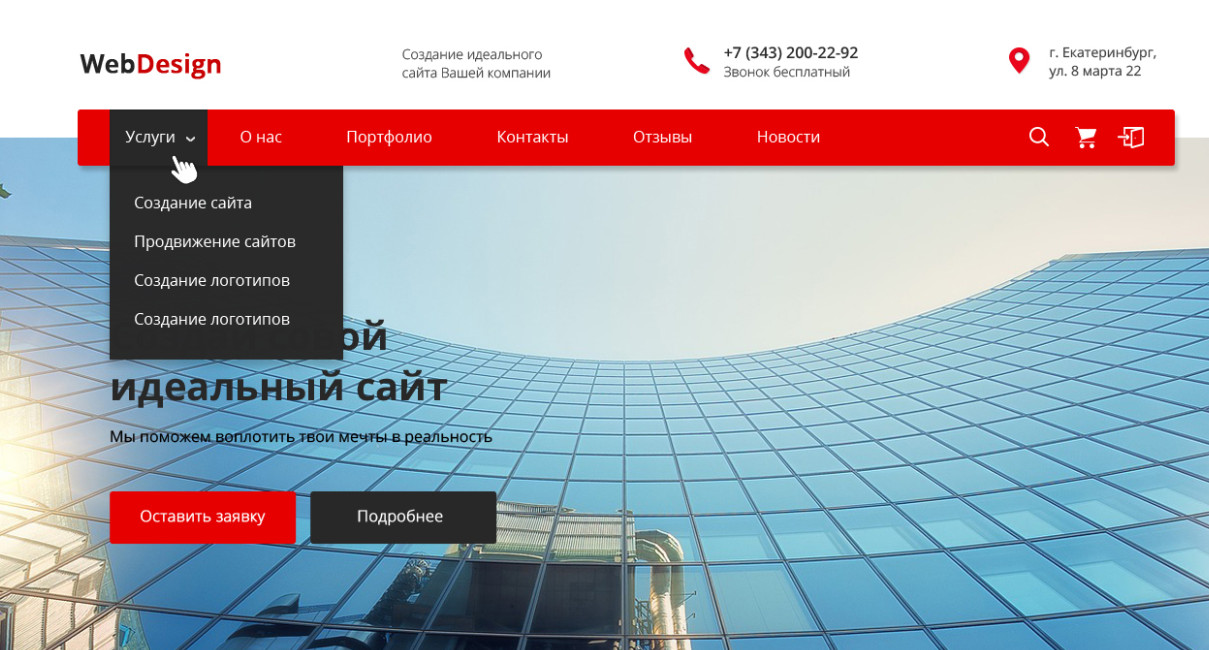 WebDesign
Создание идеального
сайта Вашей компании
+7 (343) 200-22-92
Звонок бесплатный
г. Екатеринбург,
ул. 8 марта 22
Услуги
О нас
Портфолио
Контакты
Отзывы
Новости
Создание сайта
Продвижение сайтов
Создание логотипов
Создание логотипов
идеальный сайт
Мы поможем воплотить твои мечты в реальность
Оставить заявку
Подробнее